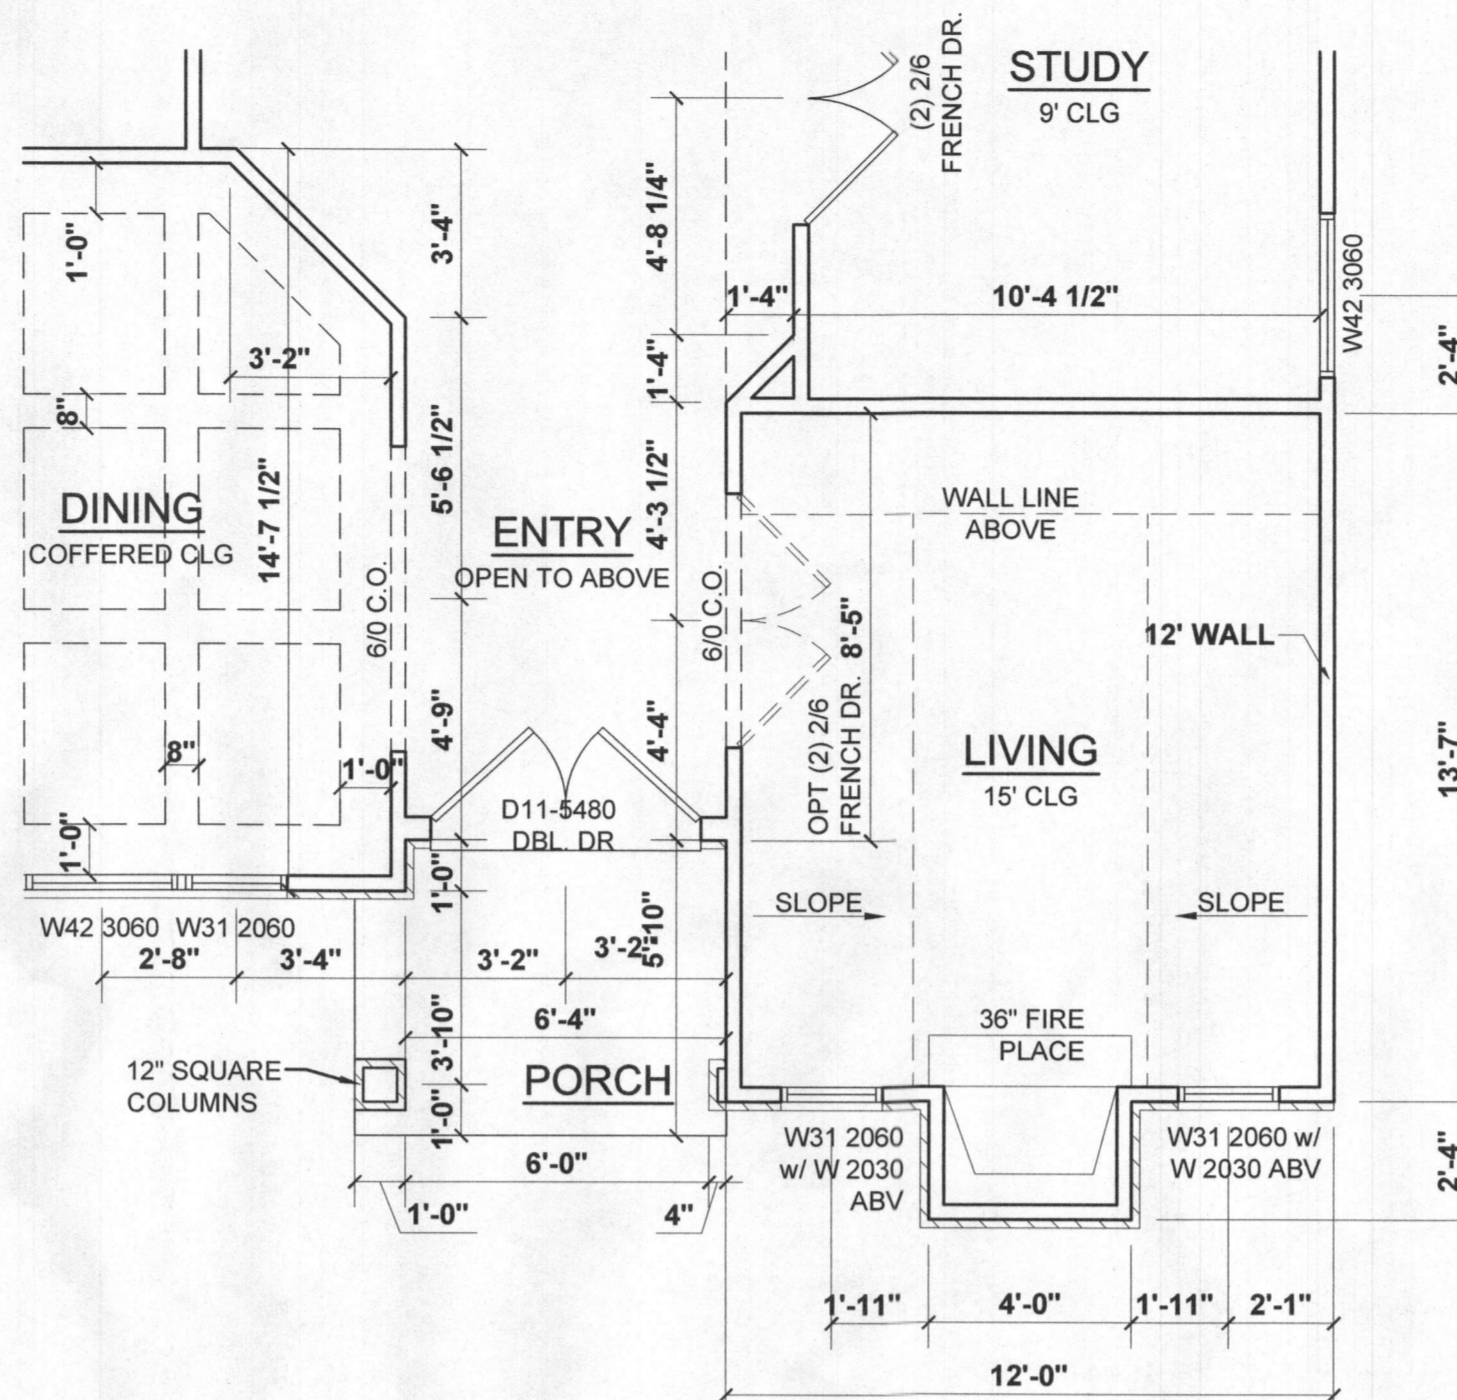 STUDY
9' CLG
(2) 2/6
FRENCH DR.
4'-8 1/4"
3'-4"
1'-0"
W42 3060
1'-4"
10'-4 1/2"
2'-4"
3'-2"
1'-4"
8"
5'-6 1/2"
4'-3 1/2"
14'-7 1/2"
DINING
COFFERED CLG
ENTRY
OPEN TO ABOVE
WALL LINE
ABOVE
6/0 C.O.
6/0 C.O.
8'-5"
12' WALL
OPT (2) 2/6
FRENCH DR.
4'-9"
4'-4"
8"
1'-0"
LIVING
15' CLG
13'-7"
D11-5480
DBL. DR
1'-0"
1'-0"
SLOPE
SLOPE
W42 3060
W31 2060
2'-8"
3'-4"
3'-2"
3'-2"
5'-10"
6'-4"
3'-10"
36" FIRE
PLACE
12" SQUARE
COLUMNS
PORCH
1'-0"
6'-0"
1'-0"
4"
W31 2060
w/ W 2030
ABV
W31 2060 w/
W 2030 ABV
2'-4"
1'-11"
4'-0"
1'-11"
2'-1"
12'-0"